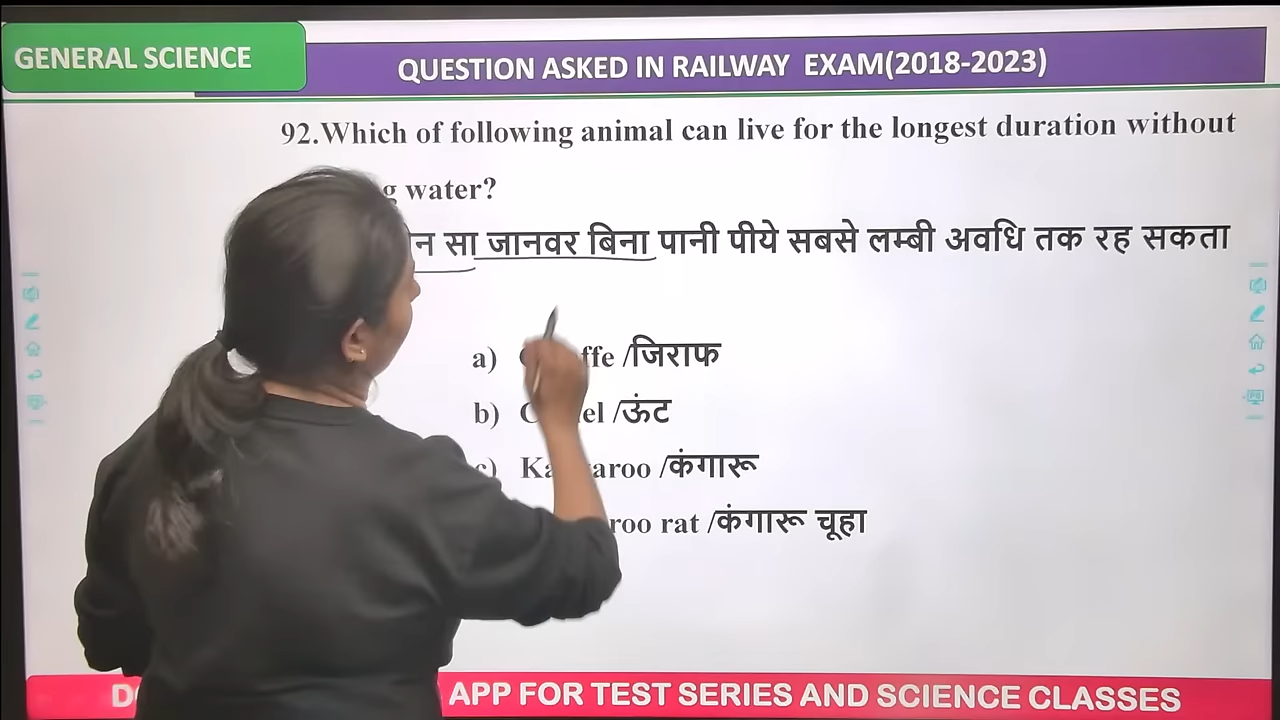 GENERAL SCIENCE
QUESTION ASKED IN RAILWAY EXAM(2018-2023)
92.Which of following animal can live for the longest duration without
water?
सा जानवर बिना पानी पीये सबसे लम्बी अवधि तक रह सकता
a) /जिराफ
b) /ऊंट
c) /कंगारू
rat /कंगारू चूहा
APP FOR TEST SERIES AND SCIENCE CLASSES